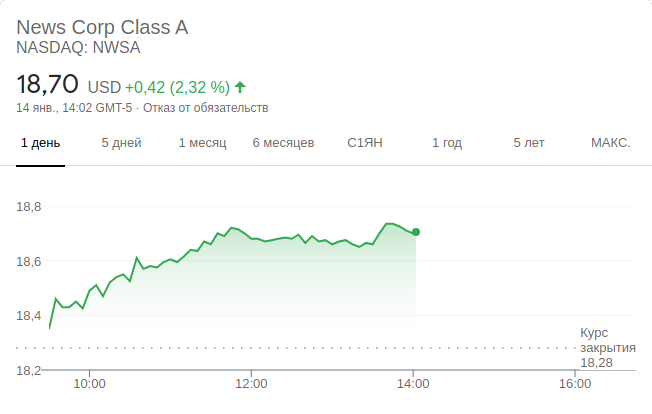 News Corp Class A
NASDAQ: NWSA
18,70 USD +0,42 (2,32 %)
14 янв., 14:02 GMT-5 · Отказ от обязательств
1 день 5 дней 1 месяц 6 месяцев С1ЯН 1 год 5 лет МАКС.
18,8
18,6
18,4
Курс
закрытия
18,28
18,2
10:00 12:00 14:00 16:00